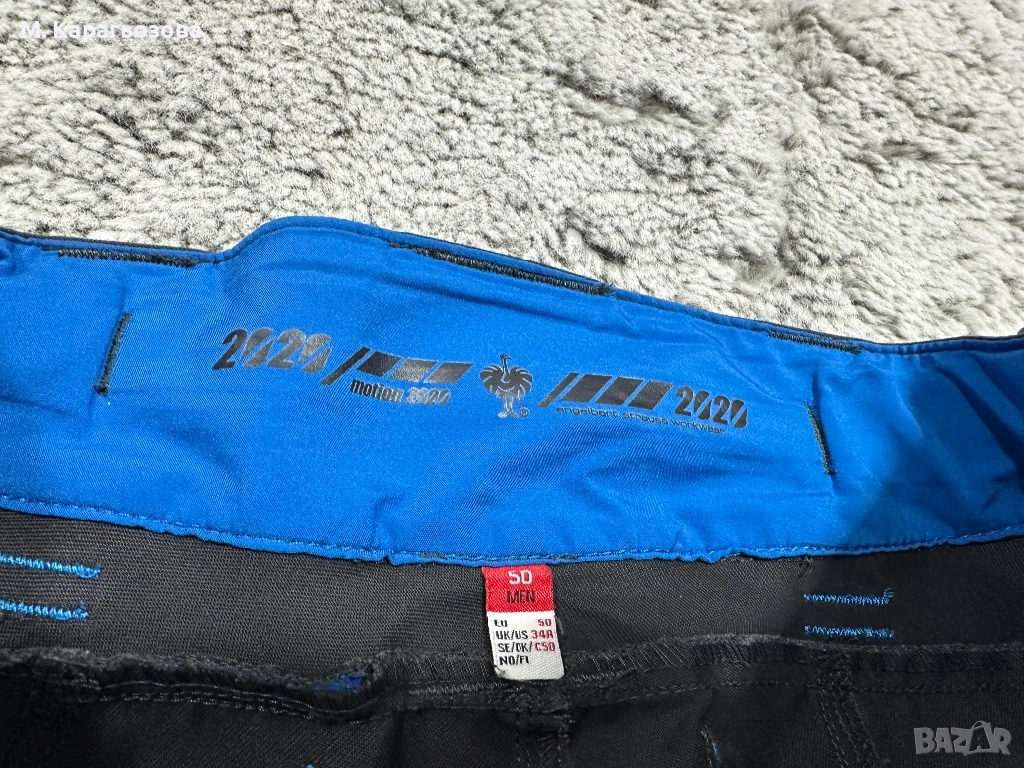 М. Карагьозова.
2020
motion 2020
®
2020
engelbert strauss workwear
50
MEN
EU 50
UK/US 34R
SE/DK/ C50
NO/FI
BAZAR